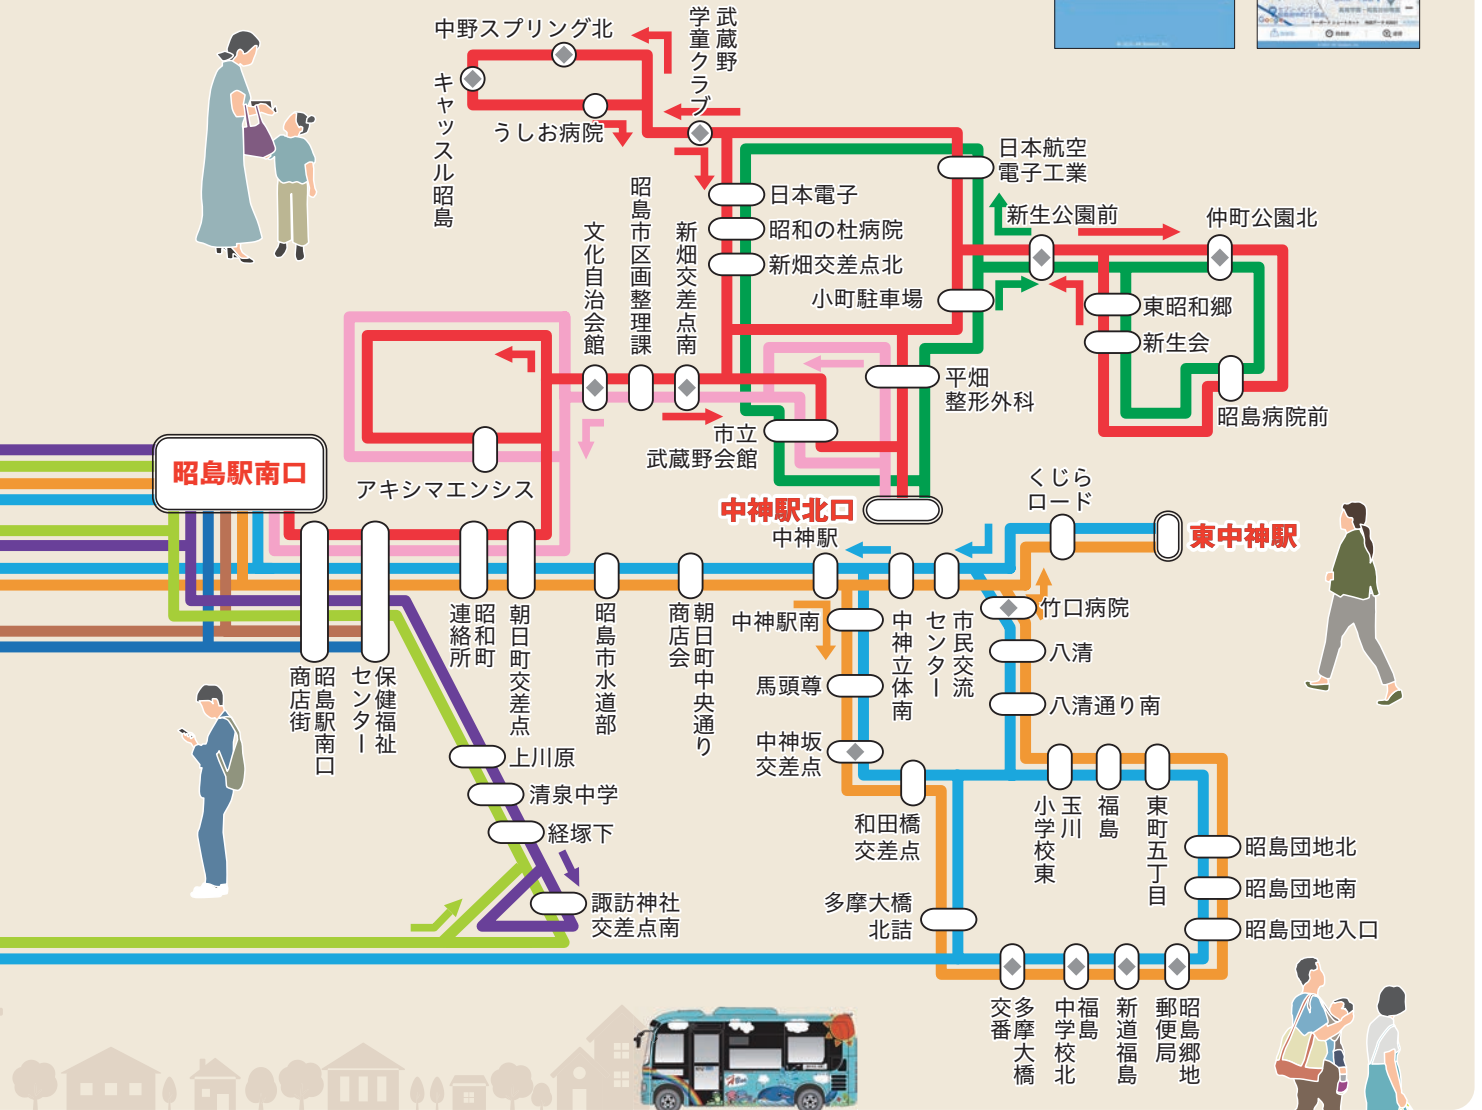 中野スプリング北
武蔵野
学童クラブ
キャッスル昭島
うしお病院
日本航空
電子工業
日本電子
昭和の杜病院
新畑交差点北
新生公園前
仲町公園北
小町駐車場
東昭和郷
新生会
昭島病院前
文化自治会館
昭島市区画整理課
新畑交差点南
平畑
整形外科
市立
武蔵野会館
昭島駅南口
アキシマエンシス
中神駅北口
中神駅
くじら
ロード
東中神駅
昭島駅南口
商店街
保健福祉
センター
昭和町
連絡所
朝日町交差点
昭島市水道部
朝日町中央通り
商店会
中神駅南
中神立体南
市民交流
センター
竹口病院
八清
八清通り南
馬頭尊
中神坂
交差点
上川原
清泉中学
経塚下
諏訪神社
交差点南
和田橋
交差点
玉川
小学校東
福島
東町五丁目
昭島団地北
昭島団地南
昭島団地入口
多摩大橋
北詰
多摩大橋
交番
福島
中学校北
新道福島
昭島郷地
郵便局